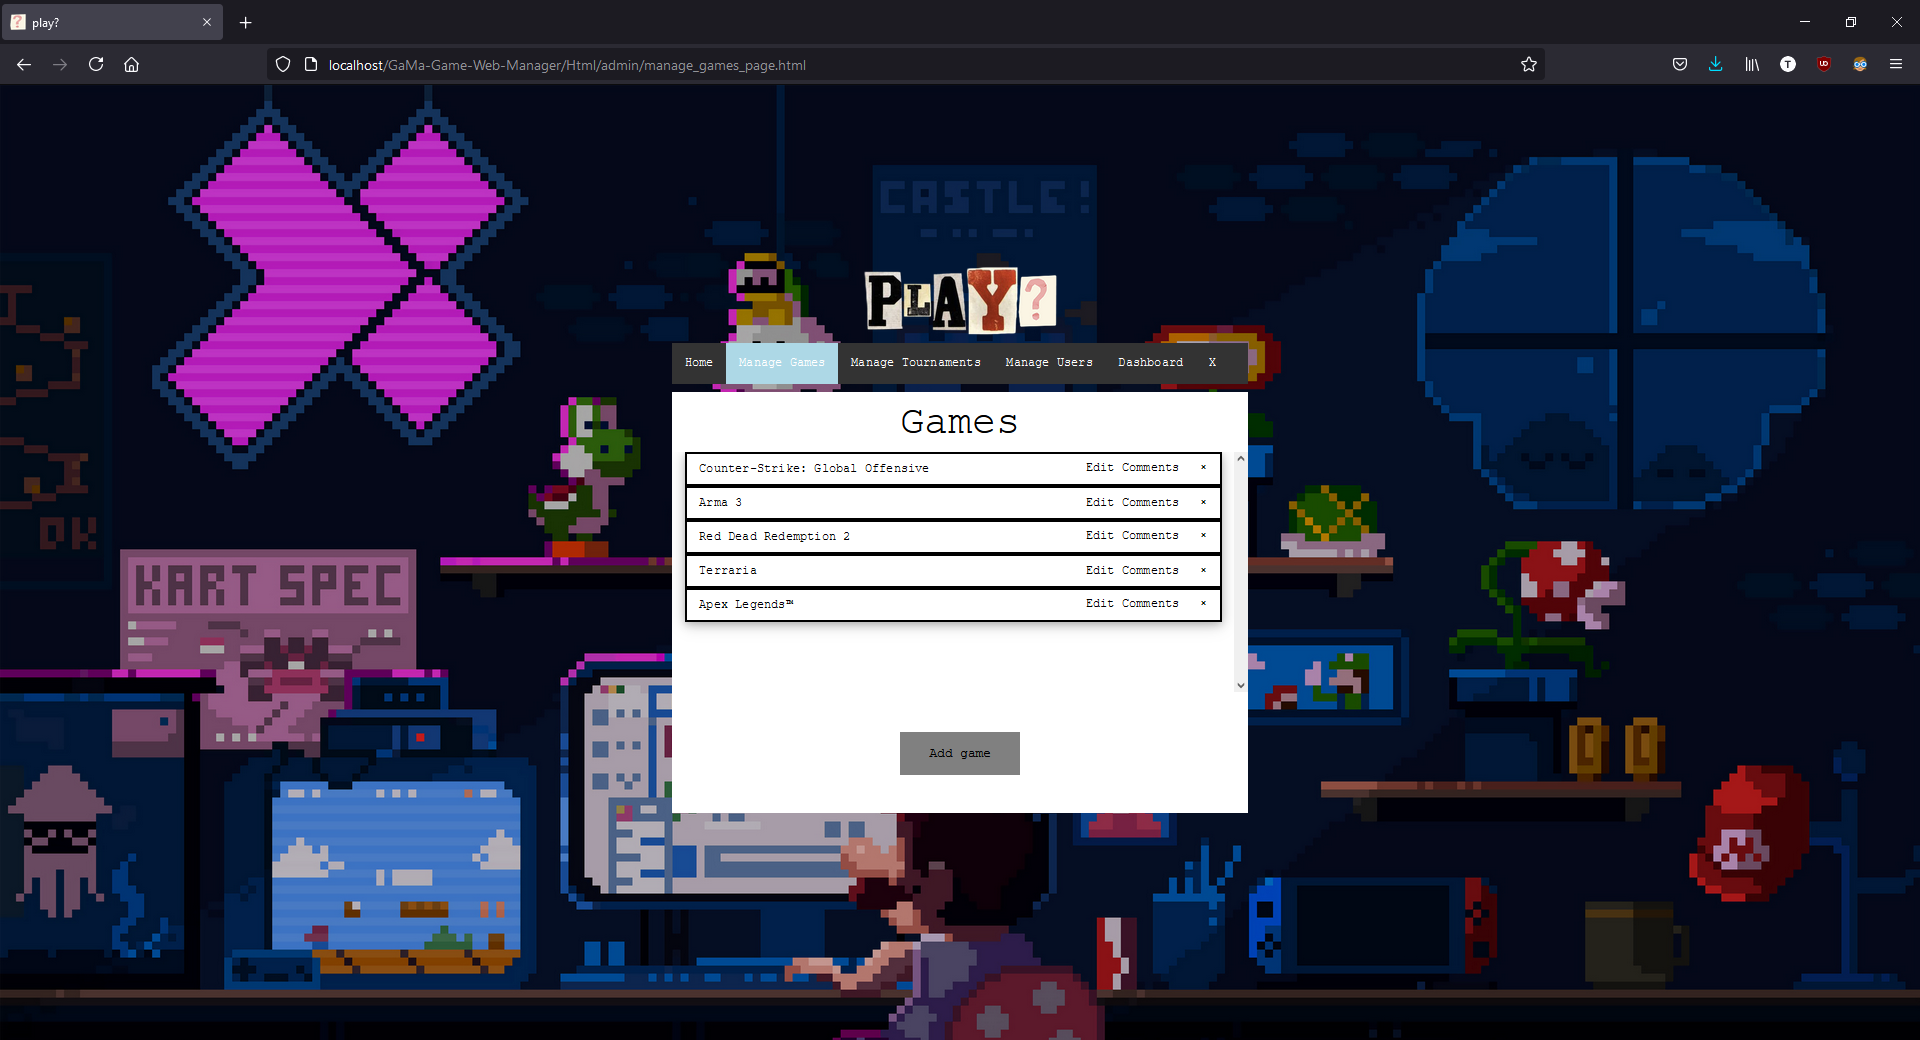 play?
localhost/GaMa-Game-Web-Manager/Html/admin/manage_games_page.html
CASTLE!
PLAY?
Home Manage Games Manage Tournaments Manage Users Dashboard X
Games
Counter-Strike: Global Offensive Edit Comments ×
Arma 3 Edit Comments ×
Red Dead Redemption 2 Edit Comments ×
Terraria Edit Comments ×
Apex Legends™ Edit Comments ×
Add game
DK
KART SPEC
M